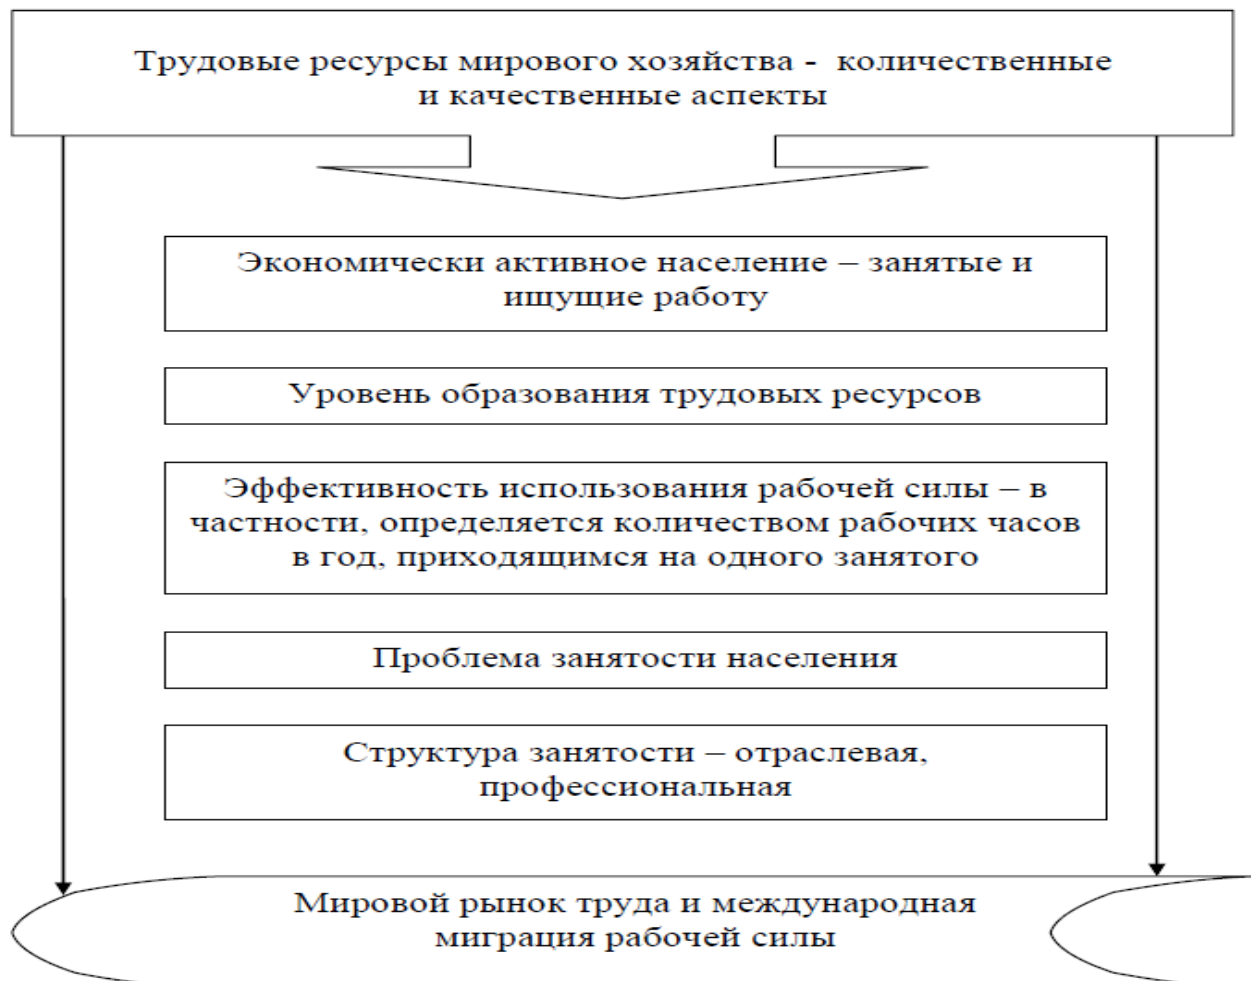 Трудовые ресурсы мирового хозяйства - количественные
и качественные аспекты
Экономически активное население – занятые и
ищущие работу
Уровень образования трудовых ресурсов
Эффективность использования рабочей силы – в
частности, определяется количеством рабочих часов
в год, приходящимся на одного занятого
Проблема занятости населения
Структура занятости – отраслевая,
профессиональная
Мировой рынок труда и международная
миграция рабочей силы